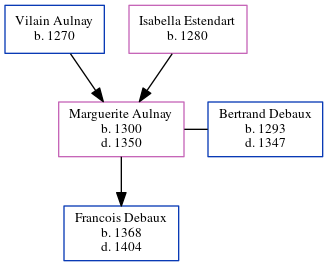 Vilain Aulnay
b. 1270
Isabella Estendart
b. 1280
Marguerite Aulnay
b. 1300
d. 1350
Bertrand Debaux
b. 1293
d. 1347
Francois Debaux
b. 1368
d. 1404